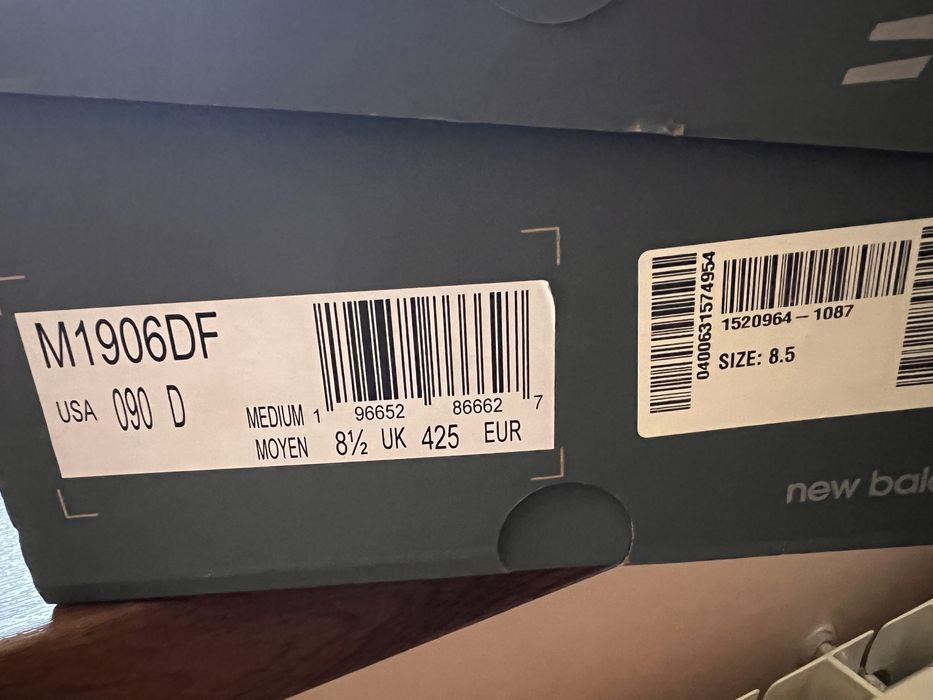 M1906DF
USA 090 D
MEDIUM
MOYEN
1 96652 86662 7
8½ UK 425 EUR
0400631574954
1520964-1087
SIZE: 8.5
new bal